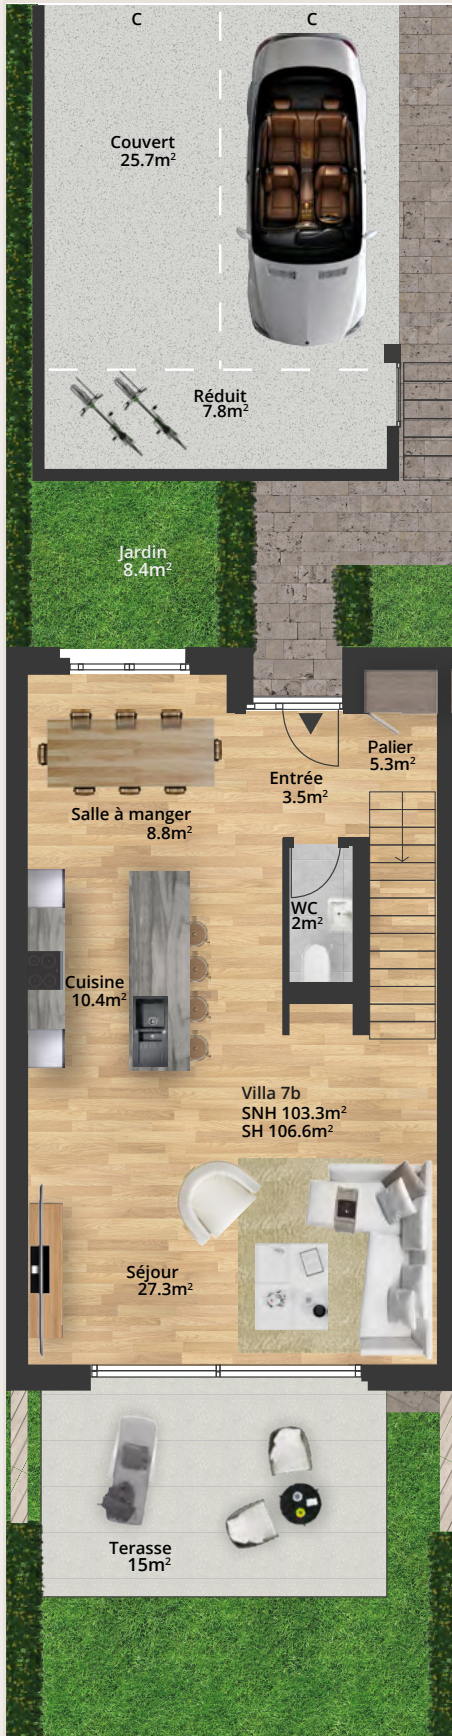 C C
Couvert
25.7m²
Réduit
7.8m²
Jardin
8.4m²
Palier
5.3m²
Entrée
3.5m²
Salle à manger
8.8m²
WC
2m²
Cuisine
10.4m²
Villa 7b
SNH 103.3m²
SH 106.6m²
Séjour
27.3m²
Terasse
15m²